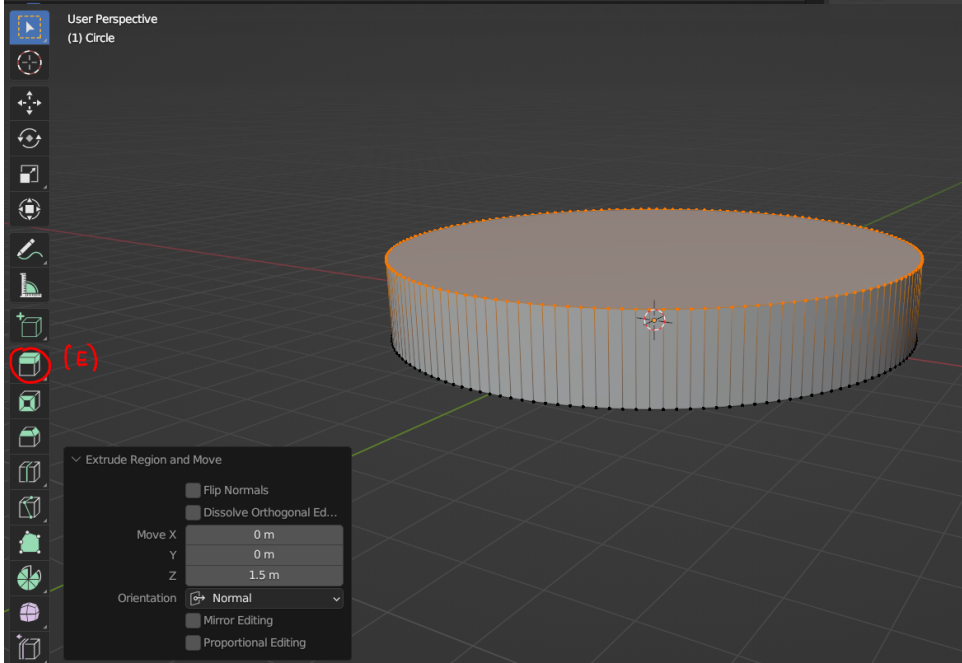 User Perspective
(1) Circle
(E)
Extrude Region and Move
Flip Normals
Dissolve Orthogonal Ed...
Move X 0 m
Y 0 m
Z 1.5 m
Orientation Normal
Mirror Editing
Proportional Editing